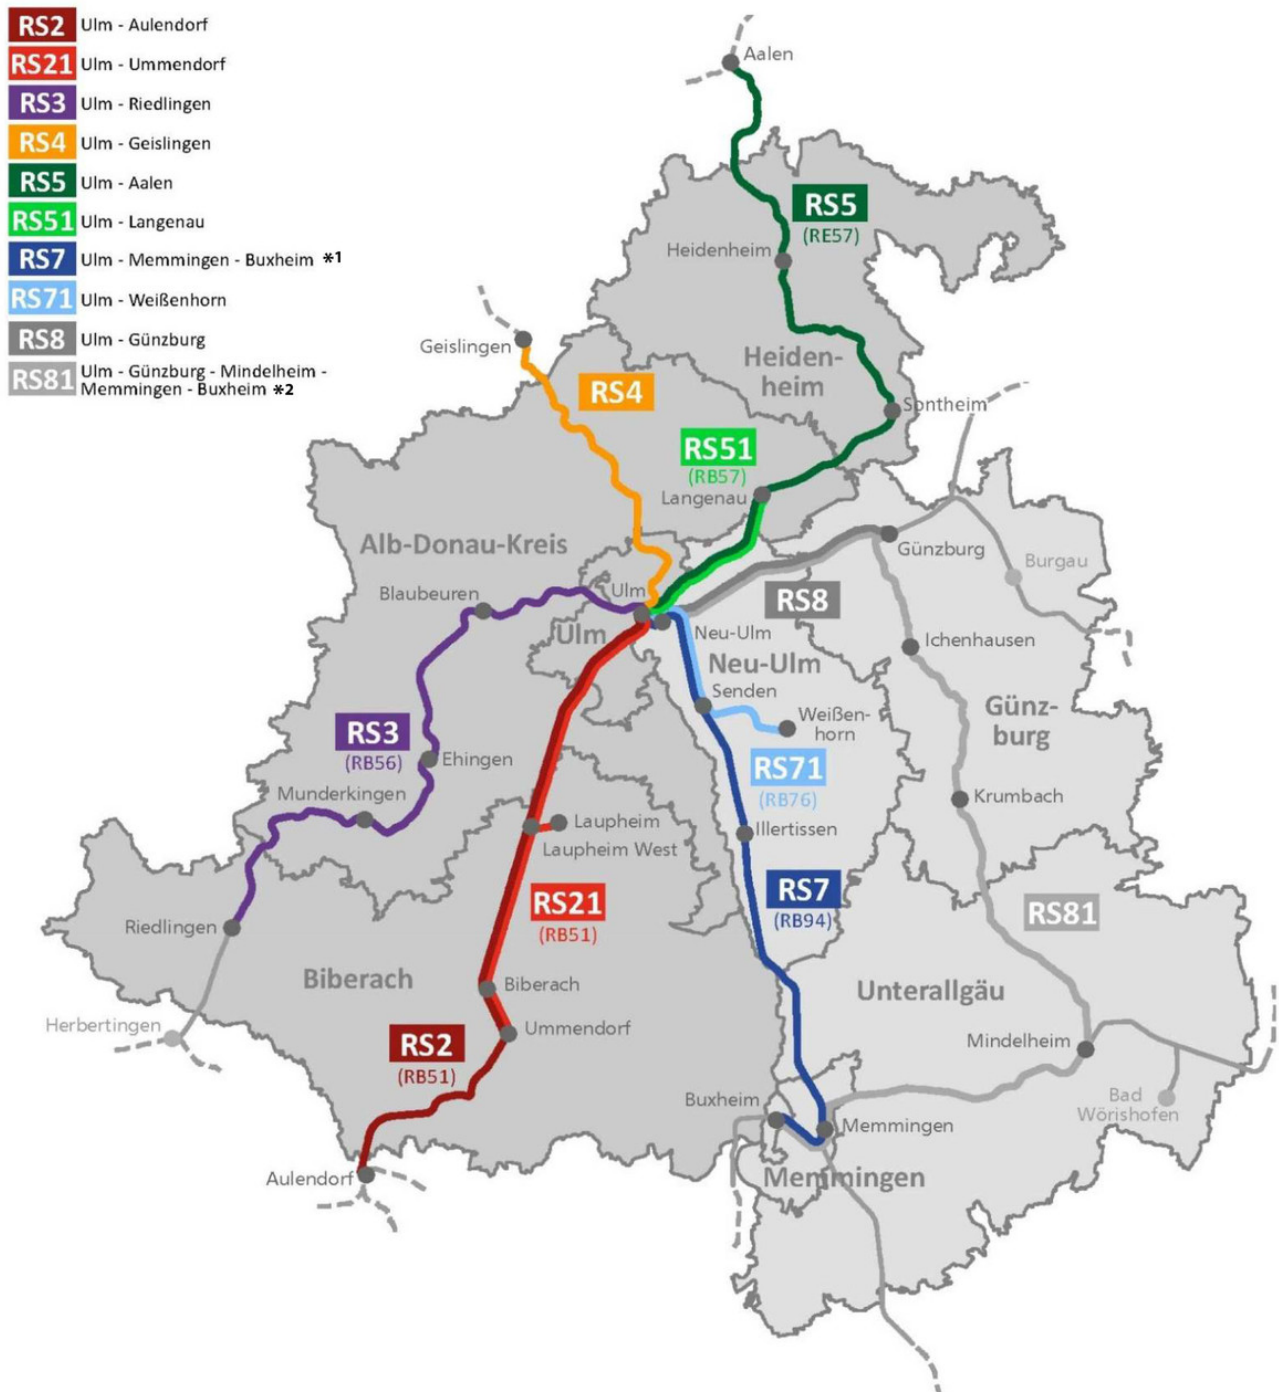 RS2 Ulm - Aulendorf
RS21 Ulm - Ummendorf
RS3 Ulm - Riedlingen
RS4 Ulm - Geislingen
RS5 Ulm - Aalen
RS51 Ulm - Langenau
RS7 Ulm - Memmingen - Buxheim *1
RS71 Ulm - Weißenhorn
RS8 Ulm - Günzburg
RS81 Ulm - Günzburg - Mindelheim -
Memmingen - Buxheim *2
Aalen
RS5
(RE57)
Heidenheim
Geislingen
Heiden-
heim
RS4
Sontheim
RS51
(RB57)
Langenau
Alb-Donau-Kreis
Günzburg
Burgau
Blaubeuren
Ulm
RS8
Ulm
Neu-Ulm
Ichenhausen
Neu-Ulm
Senden
Weißen-
horn
Günz-
burg
RS3
(RB56)
Ehingen
RS71
(RB76)
Munderkingen
Krumbach
Laupheim
Illertissen
Laupheim West
RS7
(RB94)
RS21
(RB51)
RS81
Riedlingen
Biberach
Biberach
Unterallgäu
Herbertingen
Ummendorf
RS2
(RB51)
Mindelheim
Buxheim
Bad
Wörishofen
Memmingen
Memmingen
Aulendorf